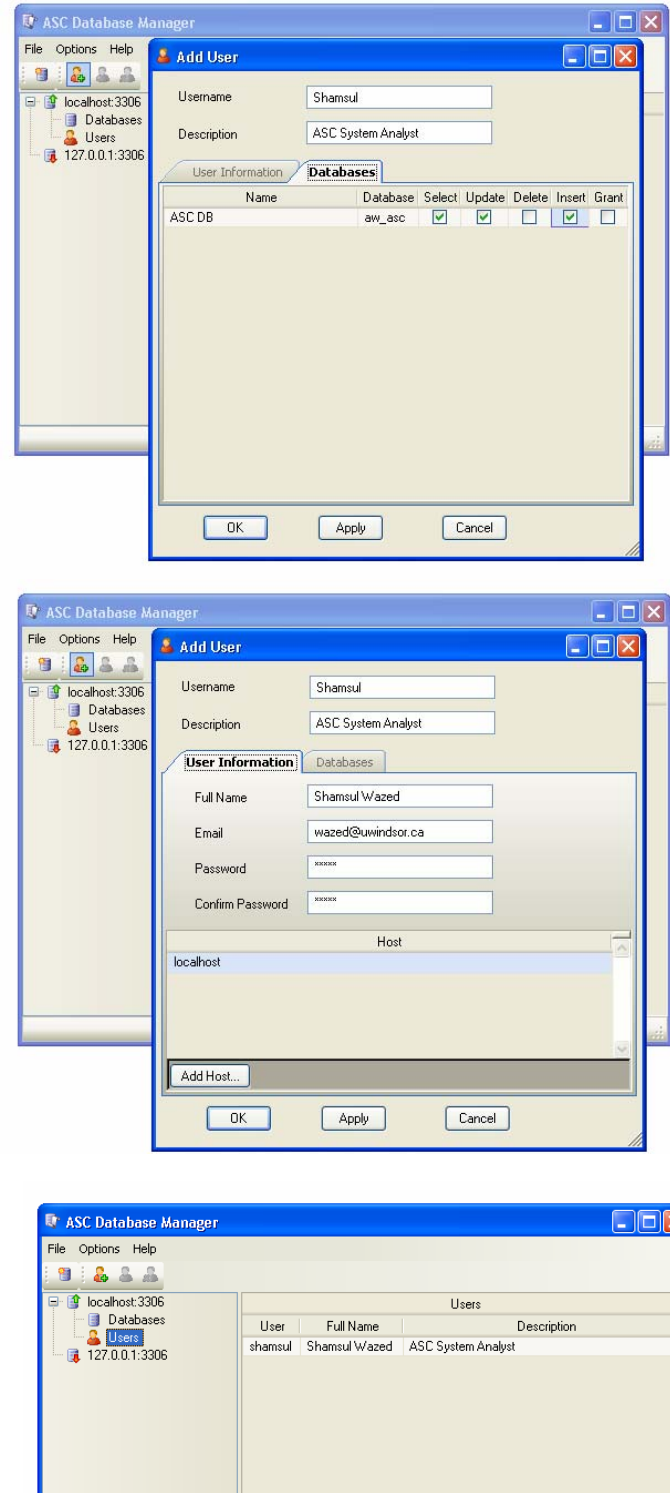 ASC Database Manager
File Options Help
Add User
localhost:3306
Databases
Users
127.0.0.1:3306
Username Shamsul
Description ASC System Analyst
User Information Databases
Name Database Select Update Delete Insert Grant
ASC DB aw_asc
OK Apply Cancel
ASC Database Manager
File Options Help
Add User
localhost:3306
Databases
Users
127.0.0.1:3306
Username Shamsul
Description ASC System Analyst
User Information Databases
Full Name Shamsul Wazed
Email wazed@uwindsor.ca
Password xxxxx
Confirm Password xxxxx
Host
localhost
Add Host...
OK Apply Cancel
ASC Database Manager
File Options Help
localhost:3306
Databases
Users
127.0.0.1:3306
Users
User Full Name Description
shamsul Shamsul Wazed ASC System Analyst